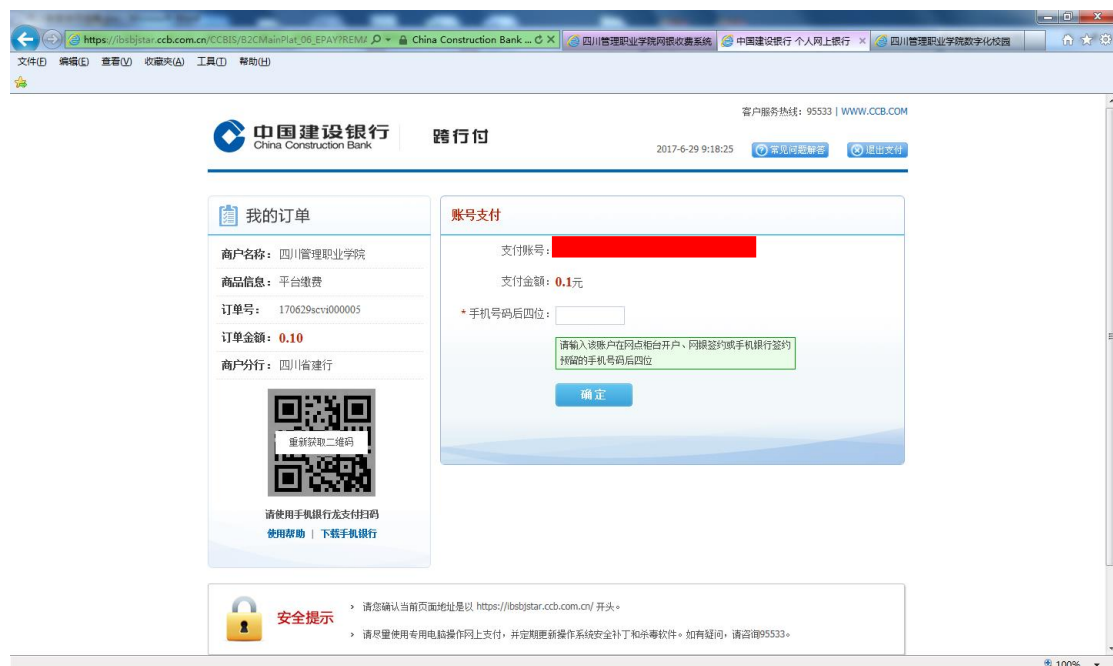 https://ibsbjstar.ccb.com.cn/CCBIS/B2CMainPlat_06_EPAY?REMA
China Construction Bank ...
四川管理职业学院网银收费系统
中国建设银行 个人网上银行
四川管理职业学院数字化校园
文件(F) 编辑(E) 查看(V) 收藏夹(A) 工具(T) 帮助(H)
客户服务热线：95533 | WWW.CCB.COM
中国建设银行
China Construction Bank
跨行付
2017-6-29 9:18:25
常见问题解答
退出支付
我的订单
商户名称： 四川管理职业学院
商品信息： 平台缴费
订单号： 170629scvi000005
订单金额： 0.10
商户分行： 四川省建行
重新获取二维码
请使用手机银行龙支付扫码
使用帮助 | 下载手机银行
账号支付
支付账号：
支付金额： 0.1元
* 手机号码后四位：
请输入该账户在网点柜台开户、网银签约或手机银行签约
预留的手机号码后四位
确定
安全提示
› 请您确认当前页面地址是以 https://ibsbjstar.ccb.com.cn/ 开头。
› 请尽量使用专用电脑操作网上支付，并定期更新操作系统安全补丁和杀毒软件。如有疑问，请咨询95533。
100%